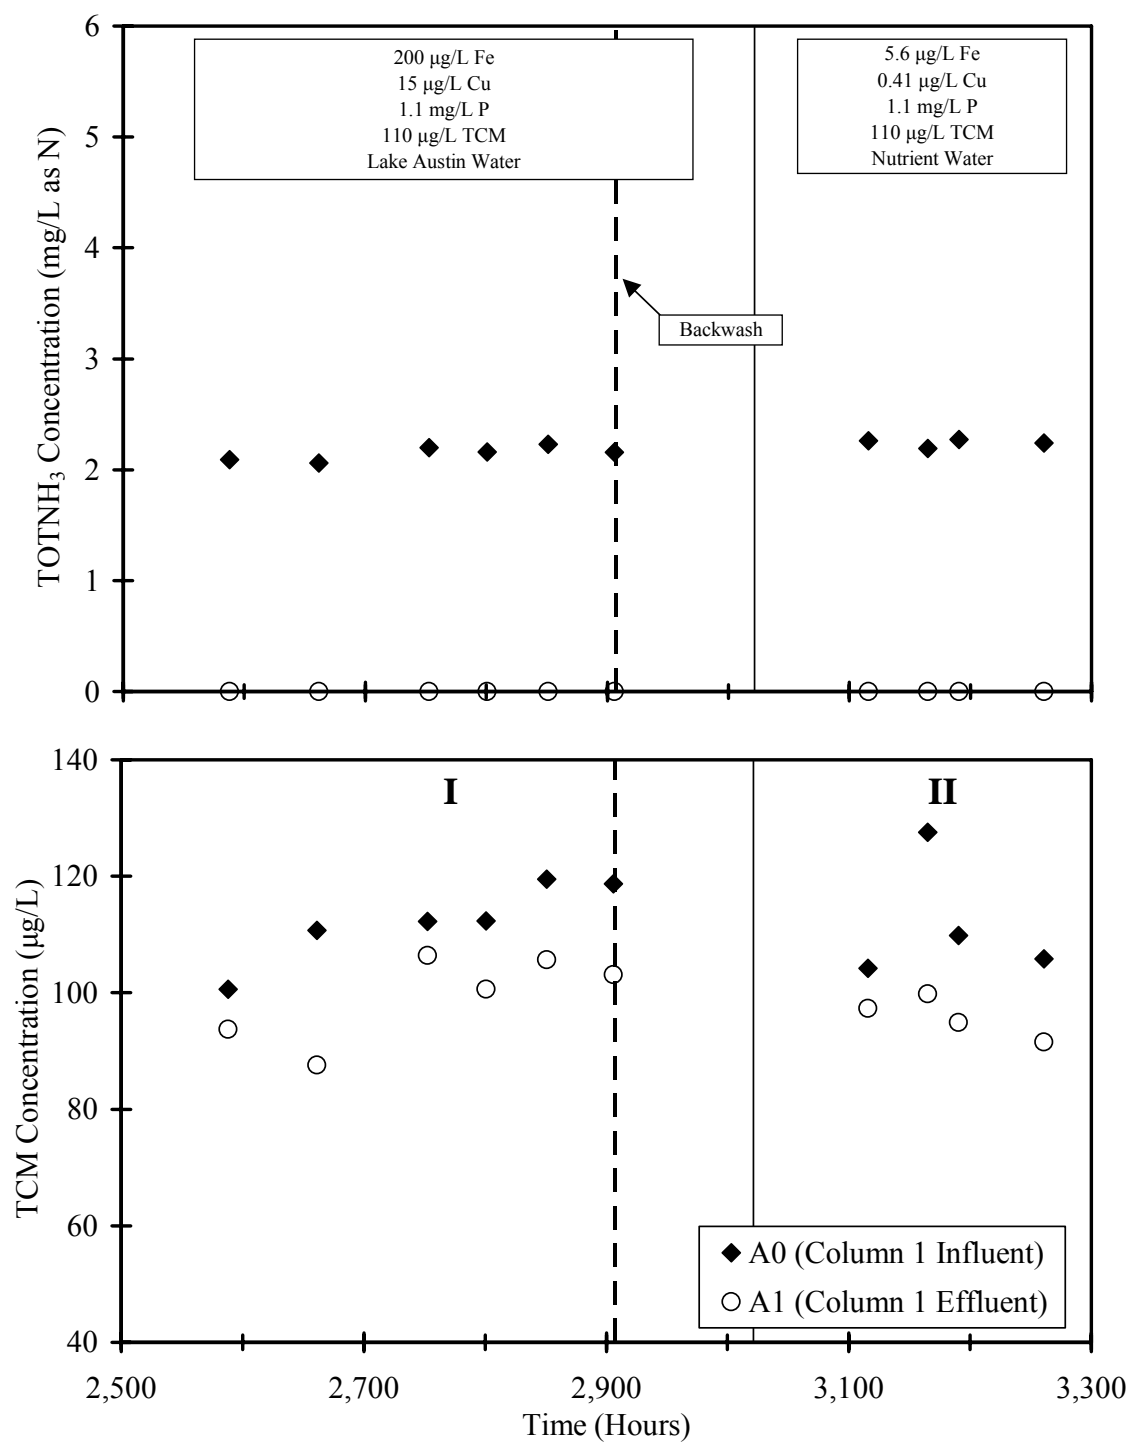 6
200 μg/L Fe
15 μg/L Cu
1.1 mg/L P
110 μg/L TCM
Lake Austin Water
5.6 μg/L Fe
0.41 μg/L Cu
1.1 mg/L P
110 μg/L TCM
Nutrient Water
5
4
Backwash
3
2
1
0
TOTNH₃ Concentration (mg/L as N)
140
I
II
120
100
80
60
40
TCM Concentration (μg/L)
A0 (Column 1 Influent)
A1 (Column 1 Effluent)
2,500 2,700 2,900 3,100 3,300
Time (Hours)